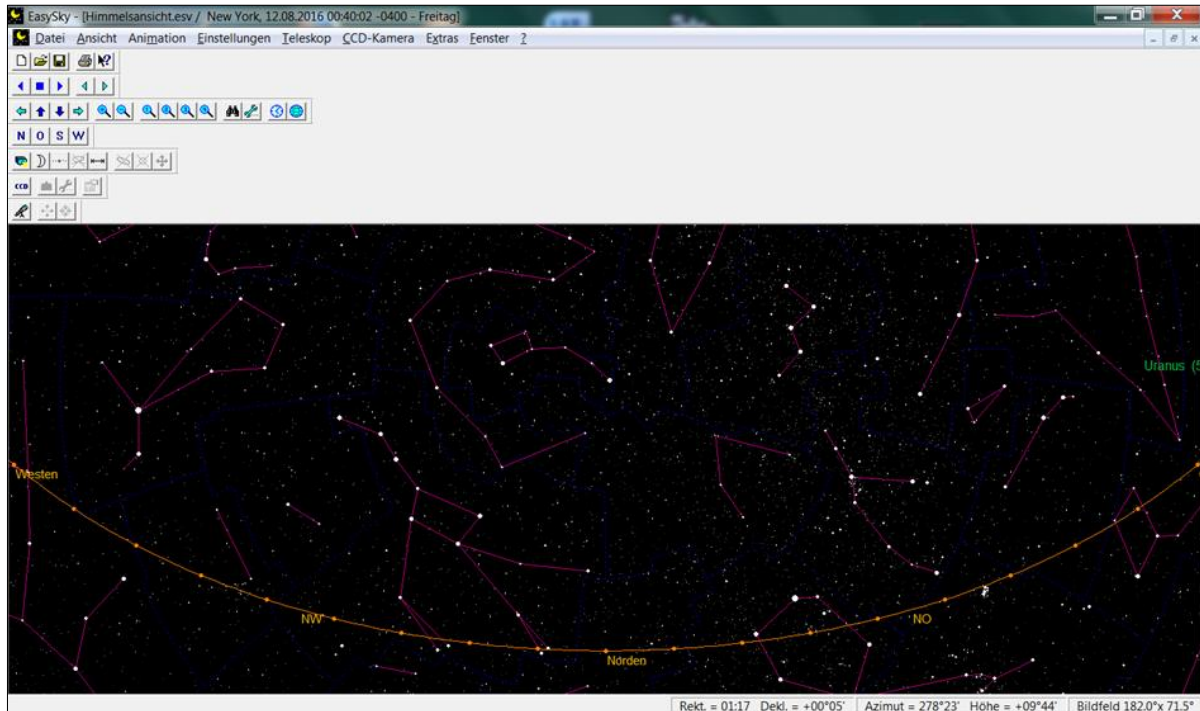 EasySky - [Himmelsansicht.esv / New York, 12.08.2016 00:40:02 -0400 - Freitag]
Datei Ansicht Animation Einstellungen Teleskop CCD-Kamera Extras Fenster ?
N O S W
CCD
Uranus (5
Westen
NW
NO
Norden
Rekt. = 01:17 Dekl. = +00°05' Azimut = 278°23' Höhe = +09°44' Bildfeld 182.0°x 71.5°